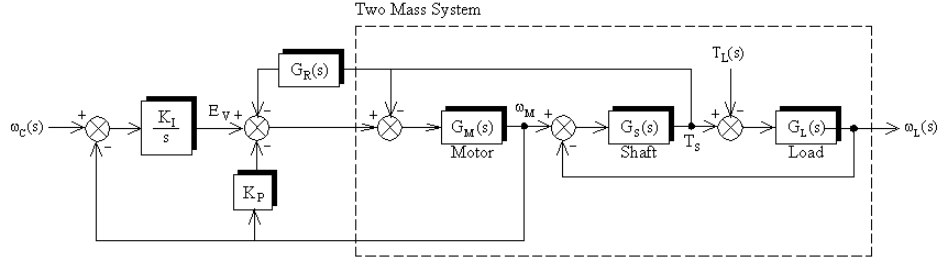 Two Mass System
G_R(s)
T_L(s)
ω_C(s)
+
-
K_I
s
E_V
+
-
-
+
-
G_M(s)
Motor
ω_M
+
-
G_S(s)
Shaft
T_S
-
G_L(s)
Load
ω_L(s)
K_P